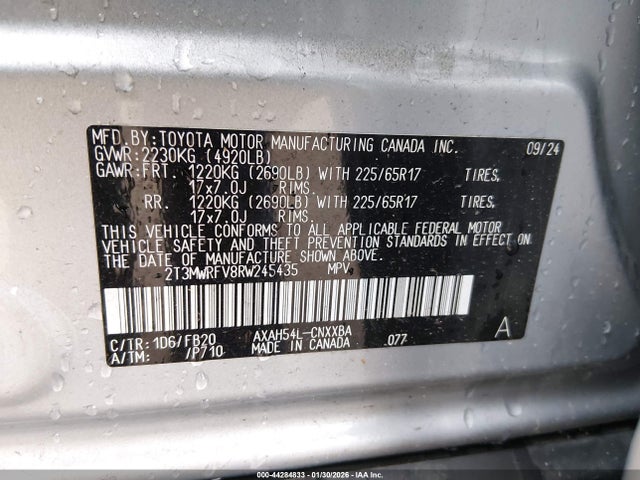 MFD.BY:TOYOTA MOTOR MANUFACTURING CANADA INC. 09/24
GVWR:2230KG (4920LB)
GAWR:FRT. 1220KG (2690LB) WITH 225/65R17 TIRES,
17x7.0J RIMS.
RR. 1220KG (2690LB) WITH 225/65R17 TIRES,
17x7.0J RIMS.
THIS VEHICLE CONFORMS TO ALL APPLICABLE FEDERAL MOTOR
VEHICLE SAFETY AND THEFT PREVENTION STANDARDS IN EFFECT ON
THE DATE OF MANUFACTURE SHOWN ABOVE.
2T3MWRFV8RW245435 MPV
C/TR:1D6/FB20 AXAH54L-CNXXBA .077 A
A/TM: /P710 MADE IN CANADA
000-44284833 | 01/30/2026 - IAA Inc.